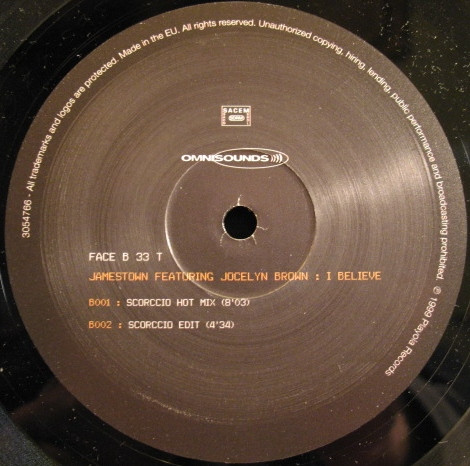 3054766 - All trademarks and logos are protected. Made in the EU. All rights reserved. Unauthorized copying, hiring, lending, public performance and broadcasting prohibited. ℗ 1999 Playola Records
SACEM
OMNISOUNDS
FACE B 33 T
JAMESTOWN FEATURING JOCELYN BROWN : I BELIEVE
B001 : SCORCCIO HOT MIX (8'03)
B002 : SCORCCIO EDIT (4'34)